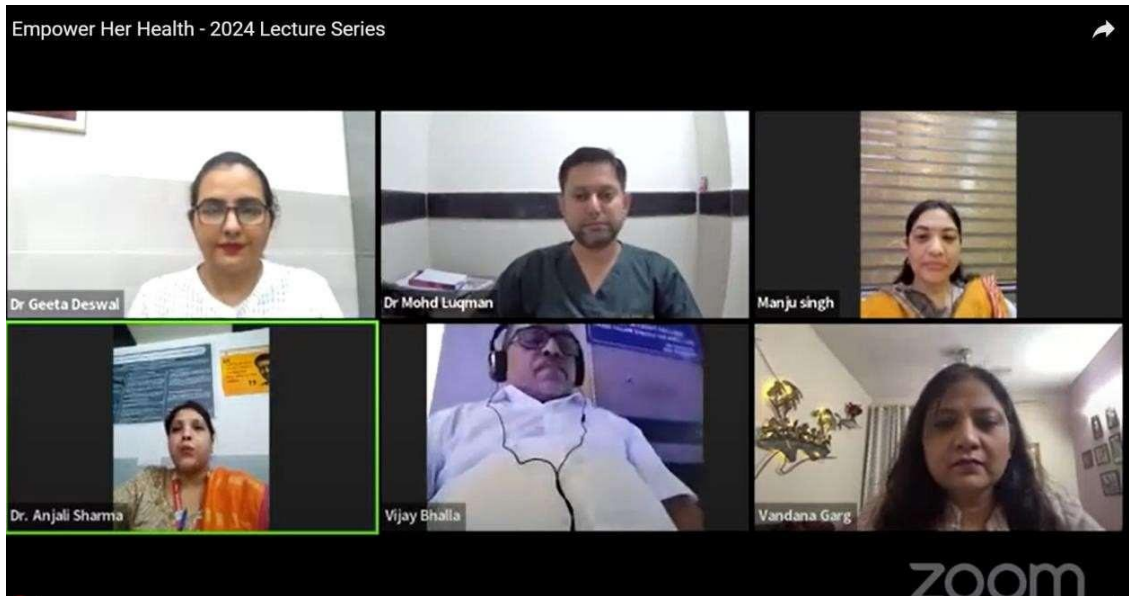 Empower Her Health - 2024 Lecture Series
Dr Geeta Deswal
Dr Mohd Luqman
Manju singh
Dr. Anjali Sharma
Vijay Bhalla
Vandana Garg
zoom